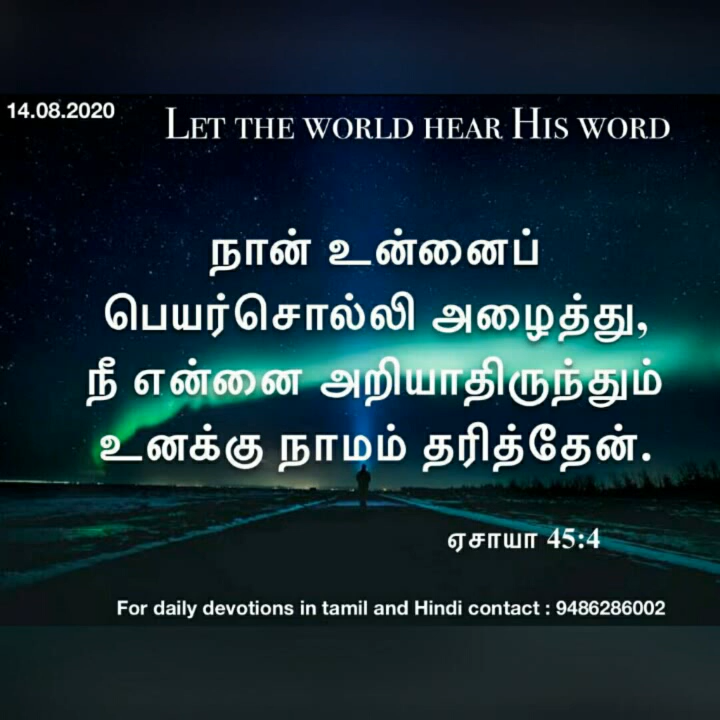 14.08.2020
LET THE WORLD HEAR HIS WORD
நான் உன்னைப்
பெயர்சொல்லி அழைத்து,
நீ என்னை அறியாதிருந்தும்
உனக்கு நாமம் தரித்தேன்.
ஏசாயா 45:4
For daily devotions in tamil and Hindi contact : 9486286002